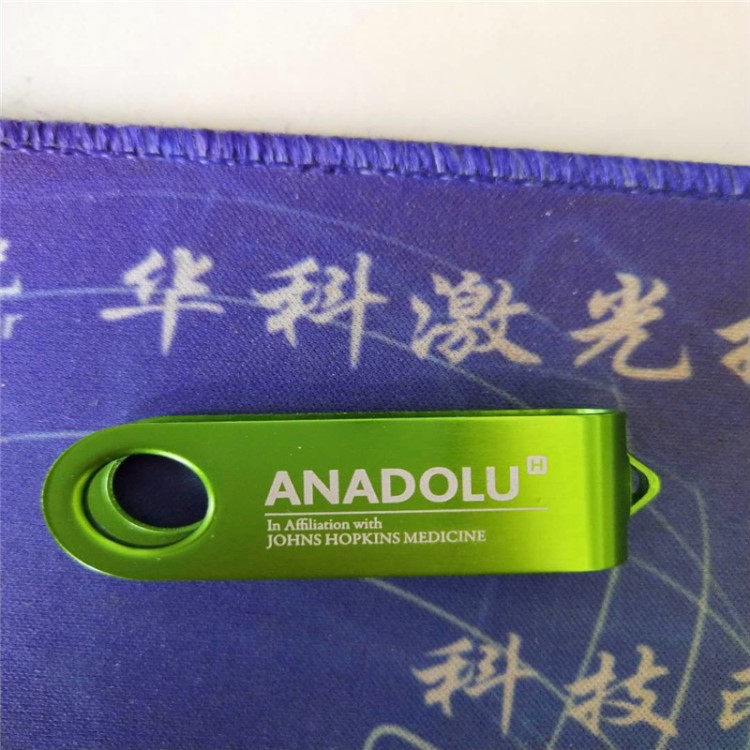 华科激光
ANADOLU H
In Affiliation with
JOHNS HOPKINS MEDICINE
科技